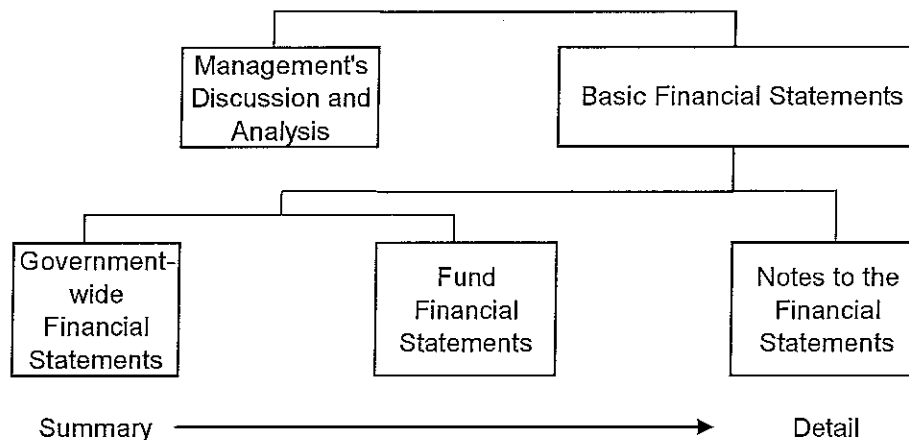 Management's
Discussion and
Analysis
Basic Financial Statements
Government-
wide
Financial
Statements
Fund
Financial
Statements
Notes to the
Financial
Statements
Summary
Detail